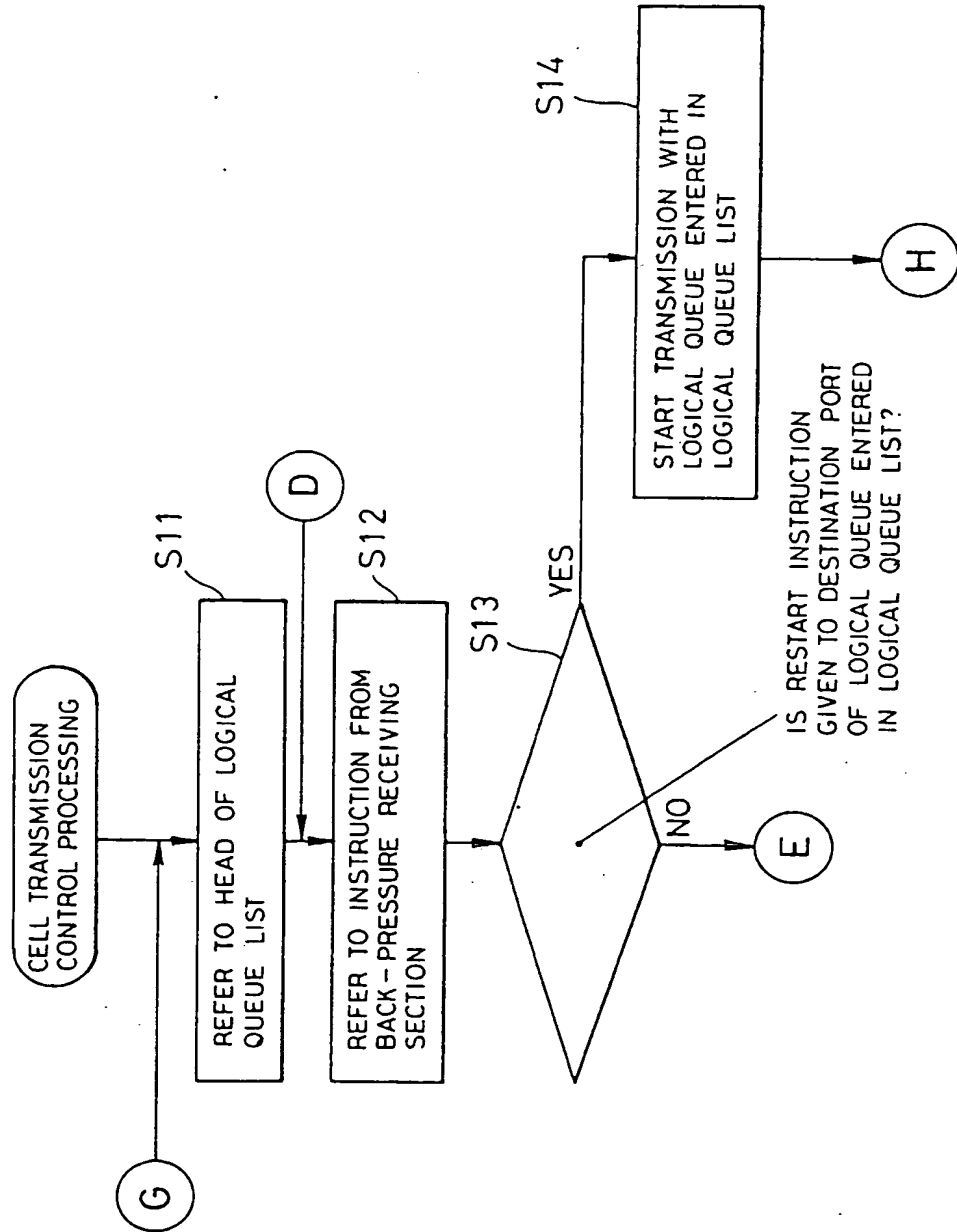 CELL TRANSMISSION
CONTROL PROCESSING
G
S11
REFER TO HEAD OF LOGICAL
QUEUE LIST
D
S12
REFER TO INSTRUCTION FROM
BACK-PRESSURE RECEIVING
SECTION
S13
YES
NO
IS RESTART INSTRUCTION
GIVEN TO DESTINATION PORT
OF LOGICAL QUEUE ENTERED
IN LOGICAL QUEUE LIST?
E
S14
START TRANSMISSION WITH
LOGICAL QUEUE ENTERED IN
LOGICAL QUEUE LIST
H